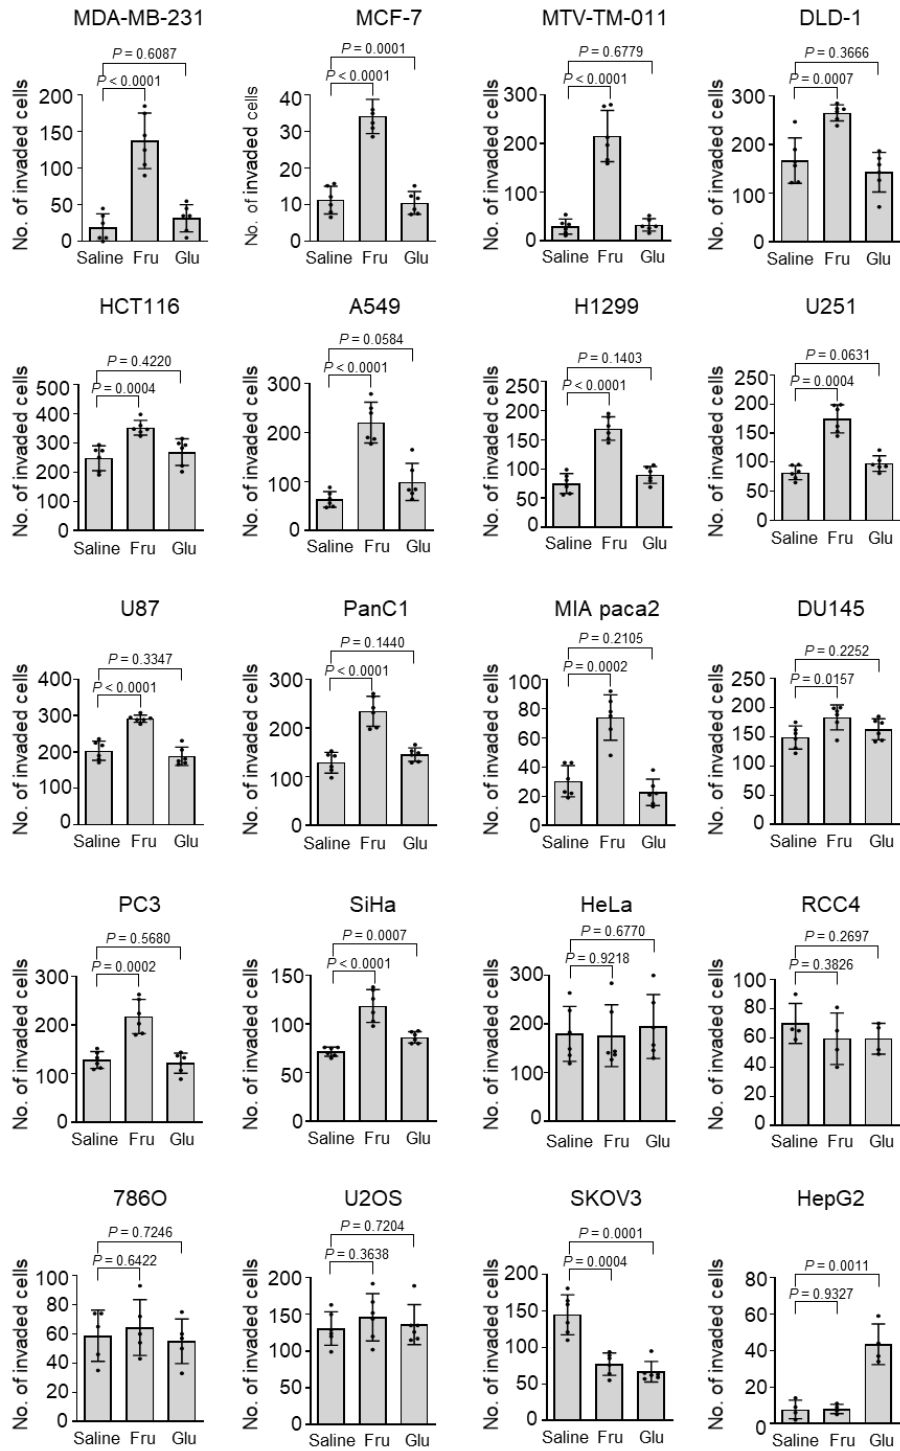 MDA-MB-231
P = 0.6087
P < 0.0001
No. of invaded cells
200
150
100
50
0
Saline Fru Glu
MCF-7
P = 0.0001
P < 0.0001
No. of invaded cells
40
30
20
10
0
Saline Fru Glu
MTV-TM-011
P = 0.6779
P < 0.0001
No. of invaded cells
300
200
100
0
Saline Fru Glu
DLD-1
P = 0.3666
P = 0.0007
No. of invaded cells
300
200
100
0
Saline Fru Glu
HCT116
P = 0.4220
P = 0.0004
No. of invaded cells
500
400
300
200
100
0
Saline Fru Glu
A549
P = 0.0584
P < 0.0001
No. of invaded cells
300
200
100
0
Saline Fru Glu
H1299
P = 0.1403
P < 0.0001
No. of invaded cells
250
200
150
100
50
0
Saline Fru Glu
U251
P = 0.0631
P = 0.0004
No. of invaded cells
250
200
150
100
50
0
Saline Fru Glu
U87
P = 0.3347
P < 0.0001
No. of invaded cells
400
300
200
100
0
Saline Fru Glu
PanC1
P = 0.1440
P < 0.0001
No. of invaded cells
300
200
100
0
Saline Fru Glu
MIA paca2
P = 0.2105
P = 0.0002
No. of invaded cells
100
80
60
40
20
0
Saline Fru Glu
DU145
P = 0.2252
P = 0.0157
No. of invaded cells
250
200
150
100
50
0
Saline Fru Glu
PC3
P = 0.5680
P = 0.0002
No. of invaded cells
300
200
100
0
Saline Fru Glu
SiHa
P = 0.0007
P < 0.0001
No. of invaded cells
150
100
50
0
Saline Fru Glu
HeLa
P = 0.6770
P = 0.9218
No. of invaded cells
300
200
100
0
Saline Fru Glu
RCC4
P = 0.2697
P = 0.3826
No. of invaded cells
100
80
60
40
20
0
Saline Fru Glu
786O
P = 0.7246
P = 0.6422
No. of invaded cells
100
80
60
40
20
0
Saline Fru Glu
U2OS
P = 0.7204
P = 0.3638
No. of invaded cells
200
150
100
50
0
Saline Fru Glu
SKOV3
P = 0.0001
P = 0.0004
No. of invaded cells
200
150
100
50
0
Saline Fru Glu
HepG2
P = 0.0011
P = 0.9327
No. of invaded cells
80
60
40
20
0
Saline Fru Glu